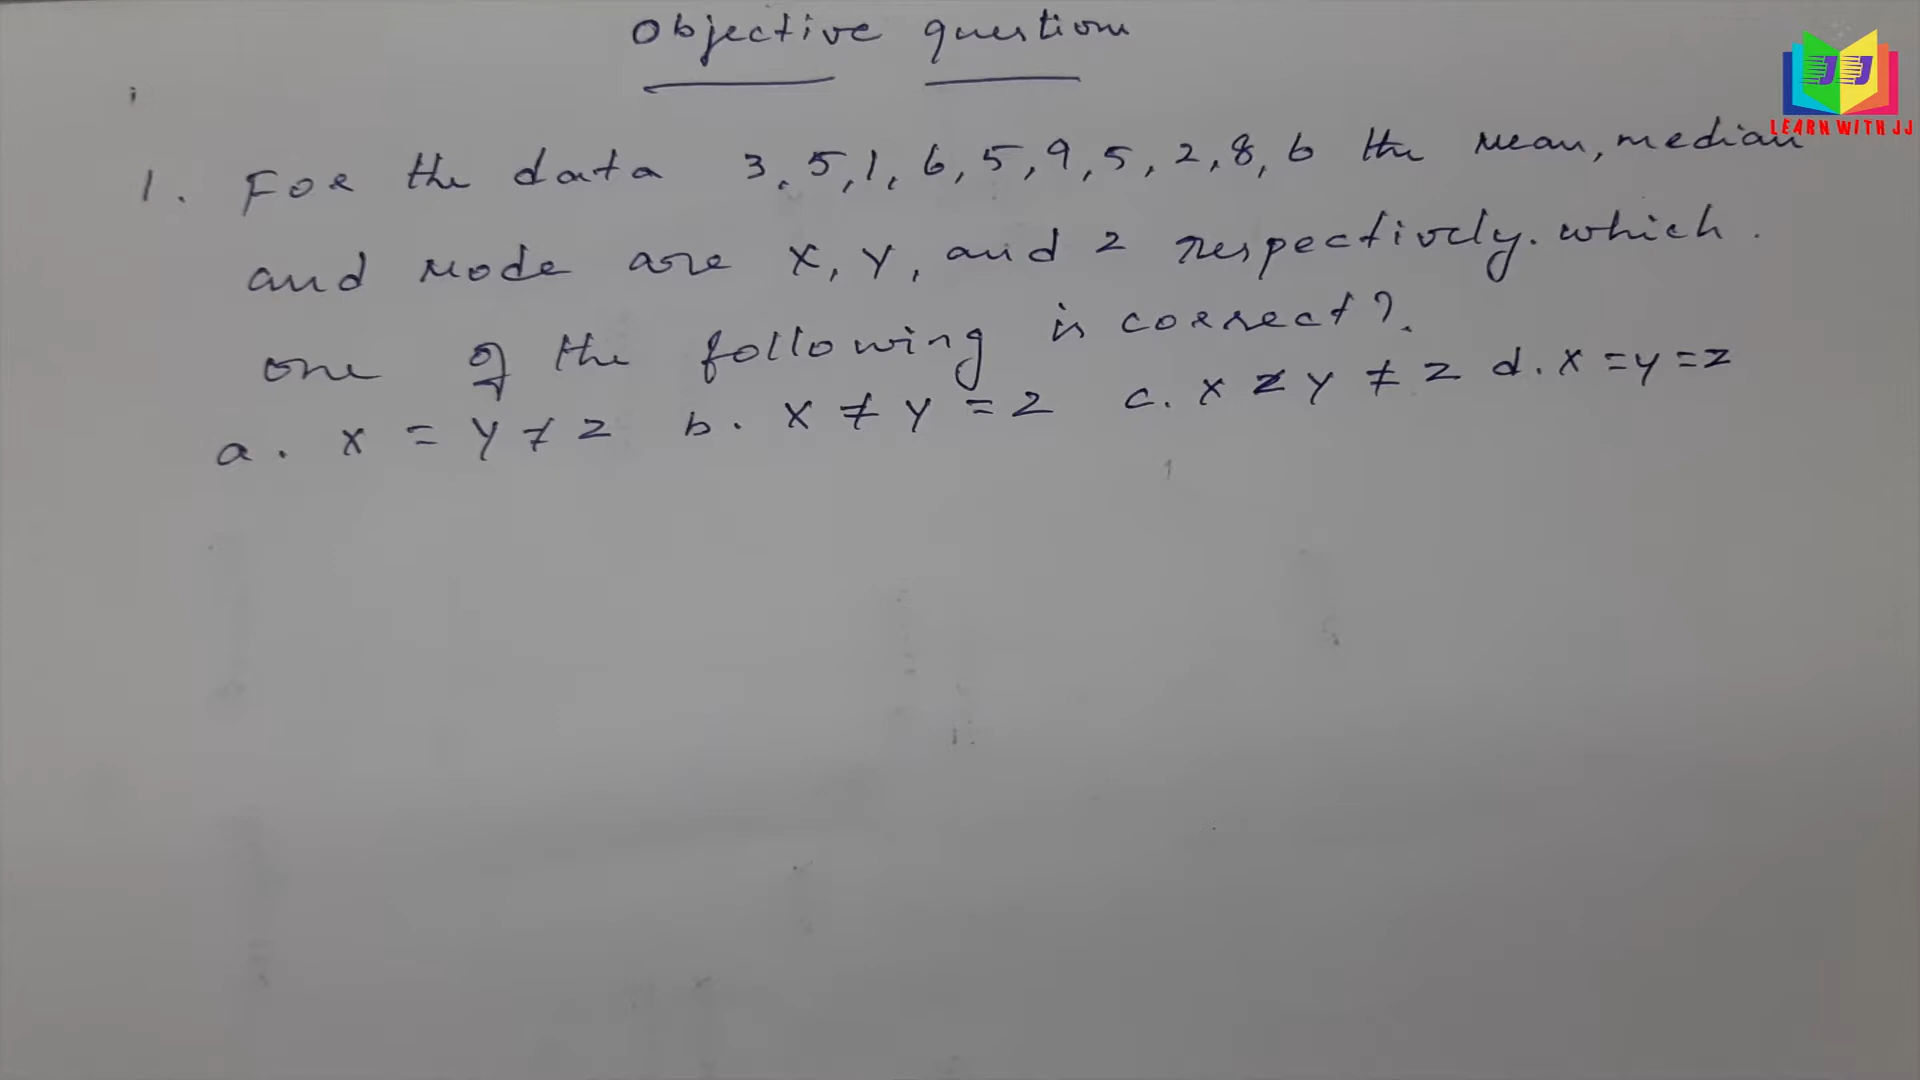 Objective question
1. For the data 3, 5, 1, 6, 5, 9, 5, 2, 8, 6 the mean, median
and mode are x, y, and z respectively. which
one of the following is correct?
a. x = y ≠ z b. x ≠ y = z c. x ≠ y ≠ z d. x = y = z
JJ
LEARN WITH JJ